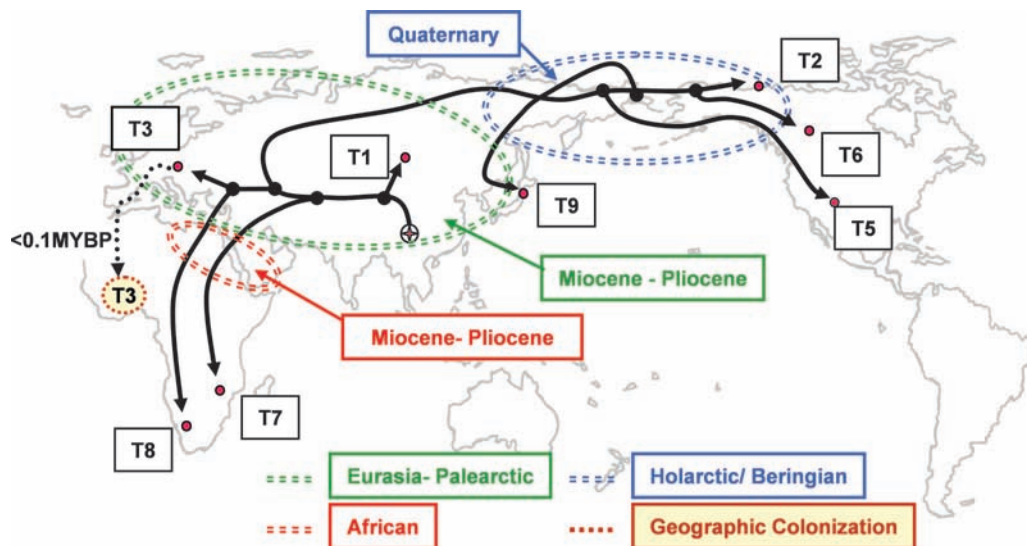 Quaternary
T2
T3
T1
T6
T9
T5
<0.1MYBP
Miocene - Pliocene
T3
Miocene- Pliocene
T7
T8
Eurasia- Palearctic
Holarctic/ Beringian
African
Geographic Colonization